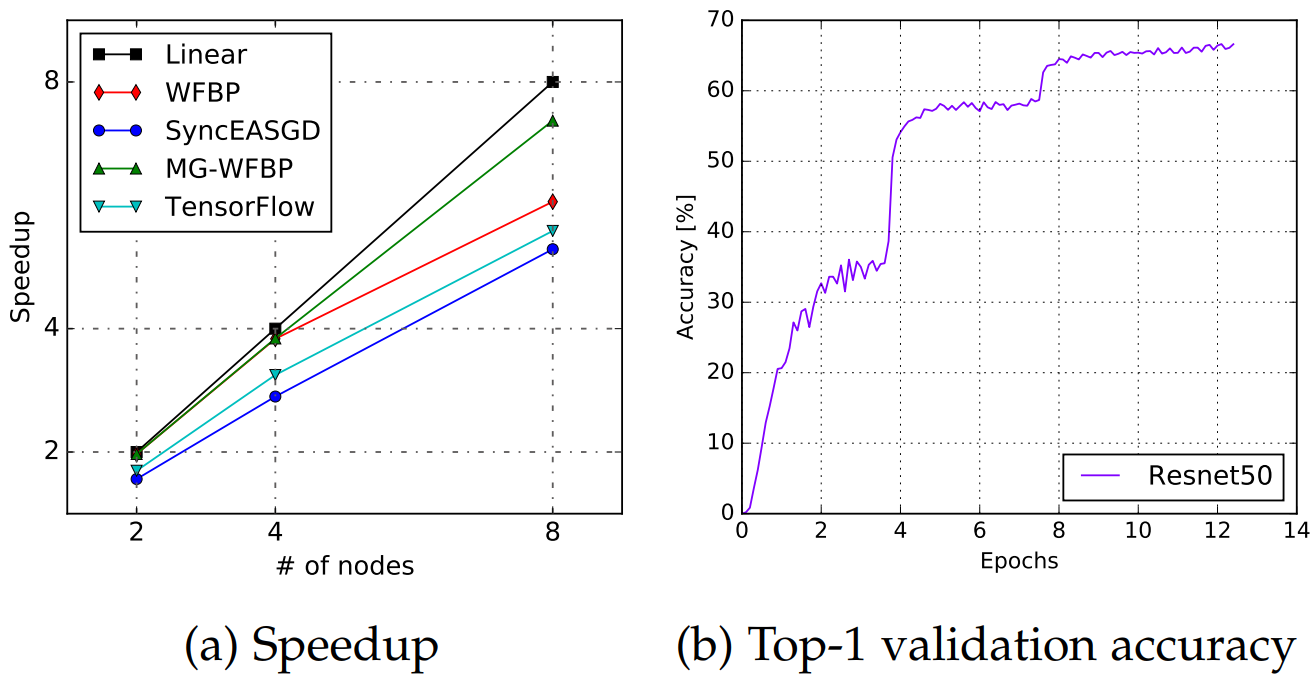 Linear
WFBP
SyncEASGD
MG-WFBP
TensorFlow
8
4
2
Speedup
2 4 8
# of nodes
(a) Speedup
70
60
50
40
30
20
10
0
Accuracy [%]
Resnet50
0 2 4 6 8 10 12 14
Epochs
(b) Top-1 validation accuracy